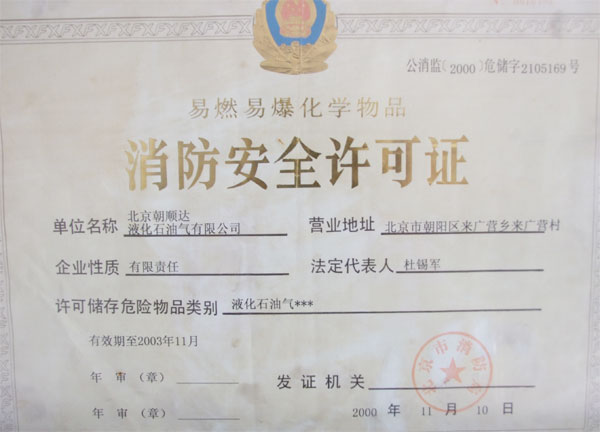 公消监〔2000〕危储字2105169号
易燃易爆化学物品
消防安全许可证
单位名称 北京朝顺达液化石油气有限公司 营业地址 北京市朝阳区来广营乡来广营村
企业性质 有限责任 法定代表人 杜锡军
许可储存危险物品类别 液化石油气***
有效期至2003年11月
年 审（章）
发证机关
北京市消防
年 审（章）
2000 年 11 月 10 日